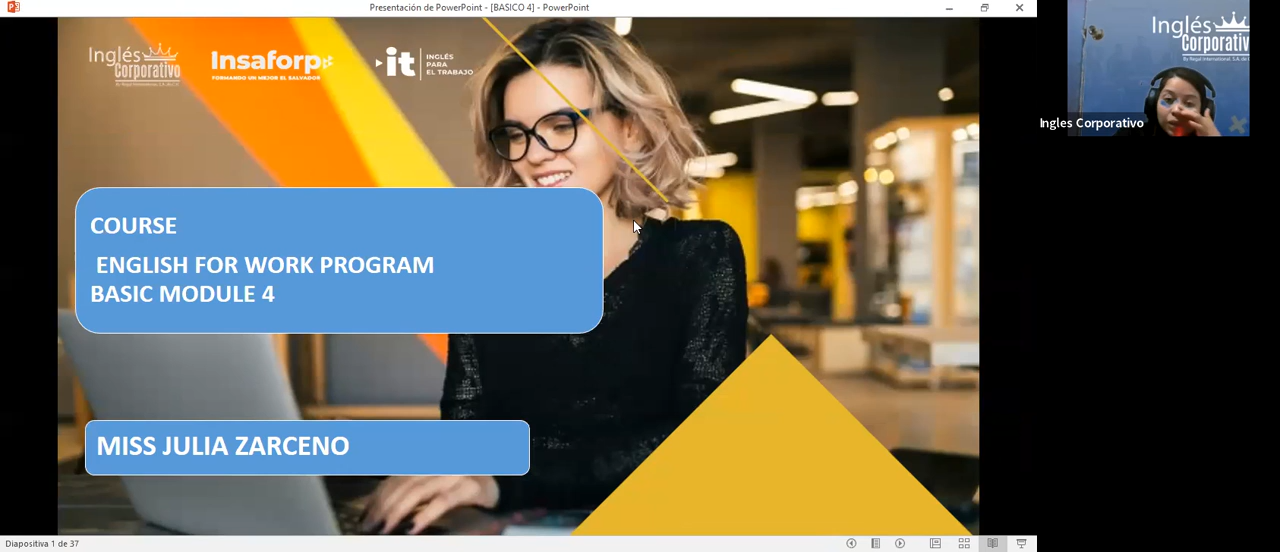 Presentación de PowerPoint - [BASICO 4] - PowerPoint
Inglés
Corporativo
Insaforp
FORMANDO UN MEJOR EL SALVADOR
it
INGLÉS
PARA
EL TRABAJO
COURSE
ENGLISH FOR WORK PROGRAM
BASIC MODULE 4
MISS JULIA ZARCENO
Diapositiva 1 de 37
Inglés
Corporativ
Ingles Corporativo